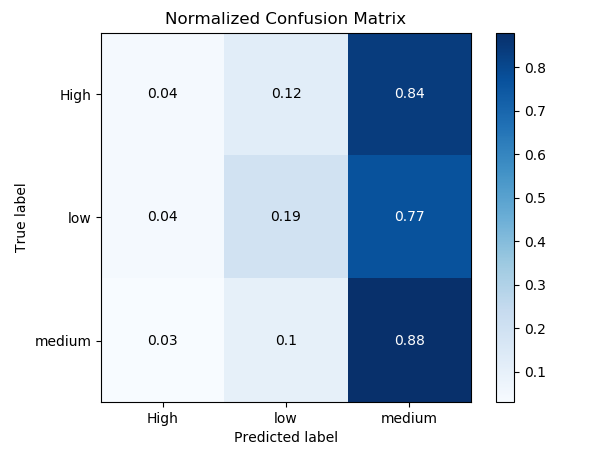 Normalized Confusion Matrix
True label
High
0.04
0.12
0.84
low
0.04
0.19
0.77
medium
0.03
0.1
0.88
High
low
medium
Predicted label
0.8
0.7
0.6
0.5
0.4
0.3
0.2
0.1